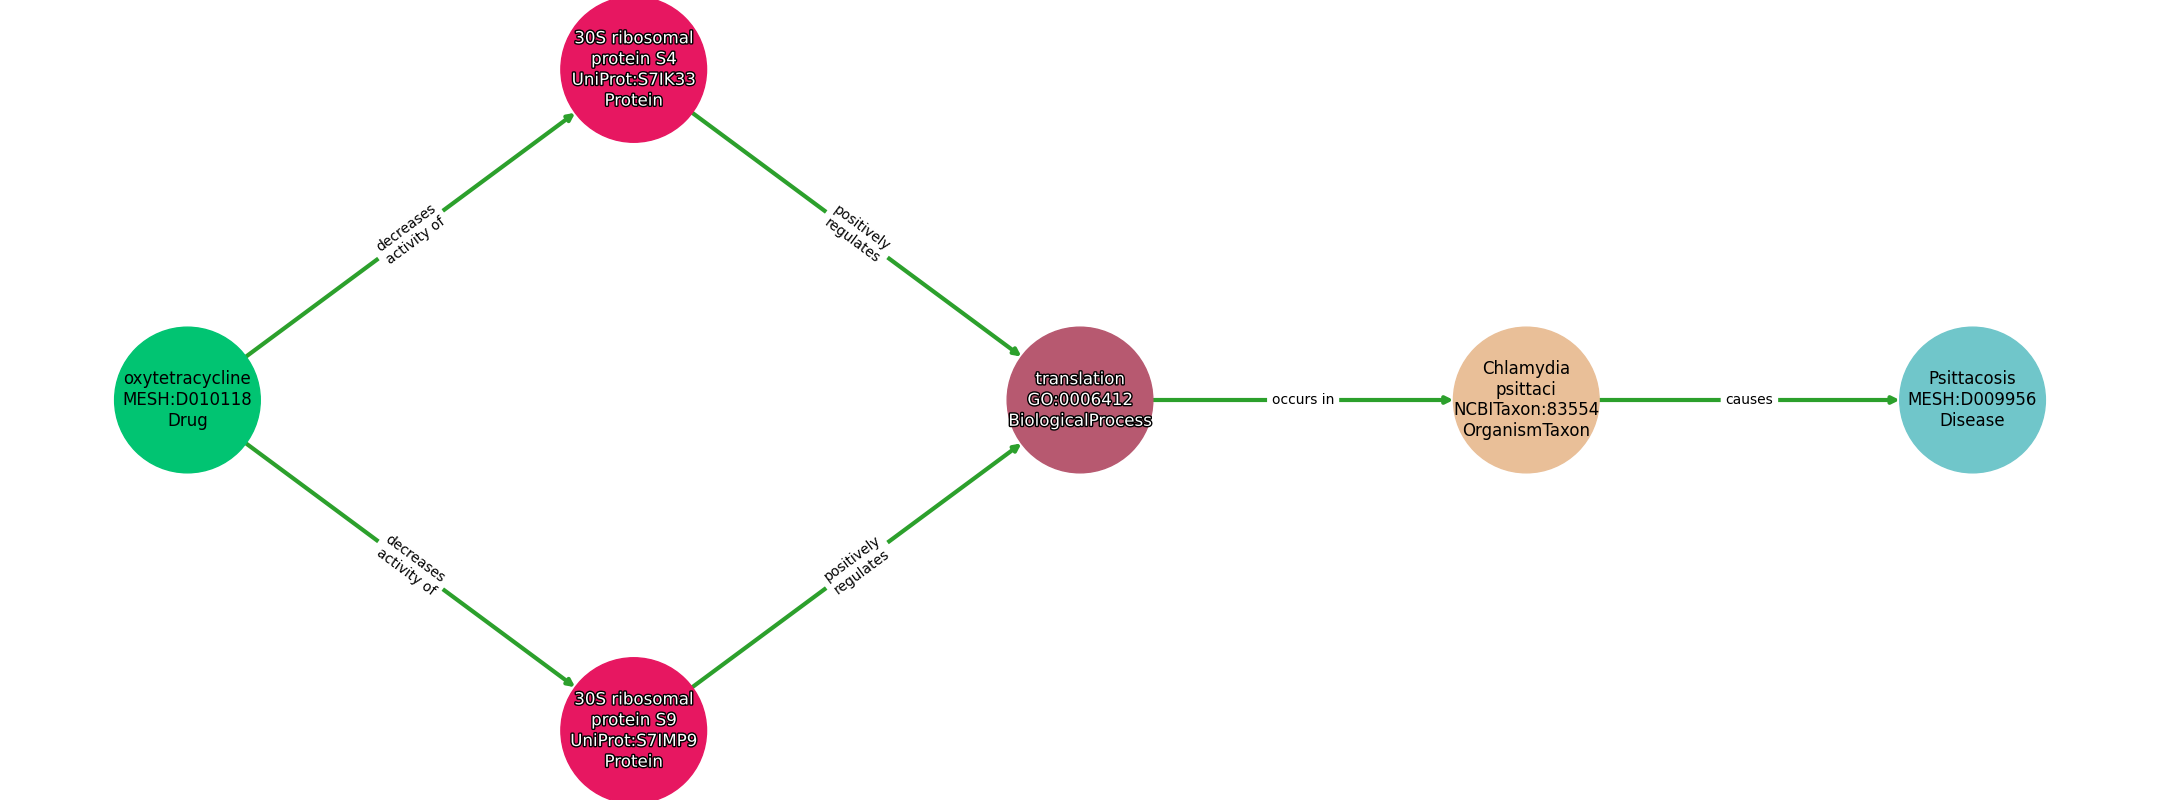 30S ribosomal
protein S4
UniProt:S7IK33
Protein
decreases
activity of
positively
regulates
oxytetracycline
MESH:D010118
Drug
translation
GO:0006412
BiologicalProcess
occurs in
Chlamydia
psittaci
NCBITaxon:83554
OrganismTaxon
causes
Psittacosis
MESH:D009956
Disease
decreases
activity of
positively
regulates
30S ribosomal
protein S9
UniProt:S7IMP9
Protein